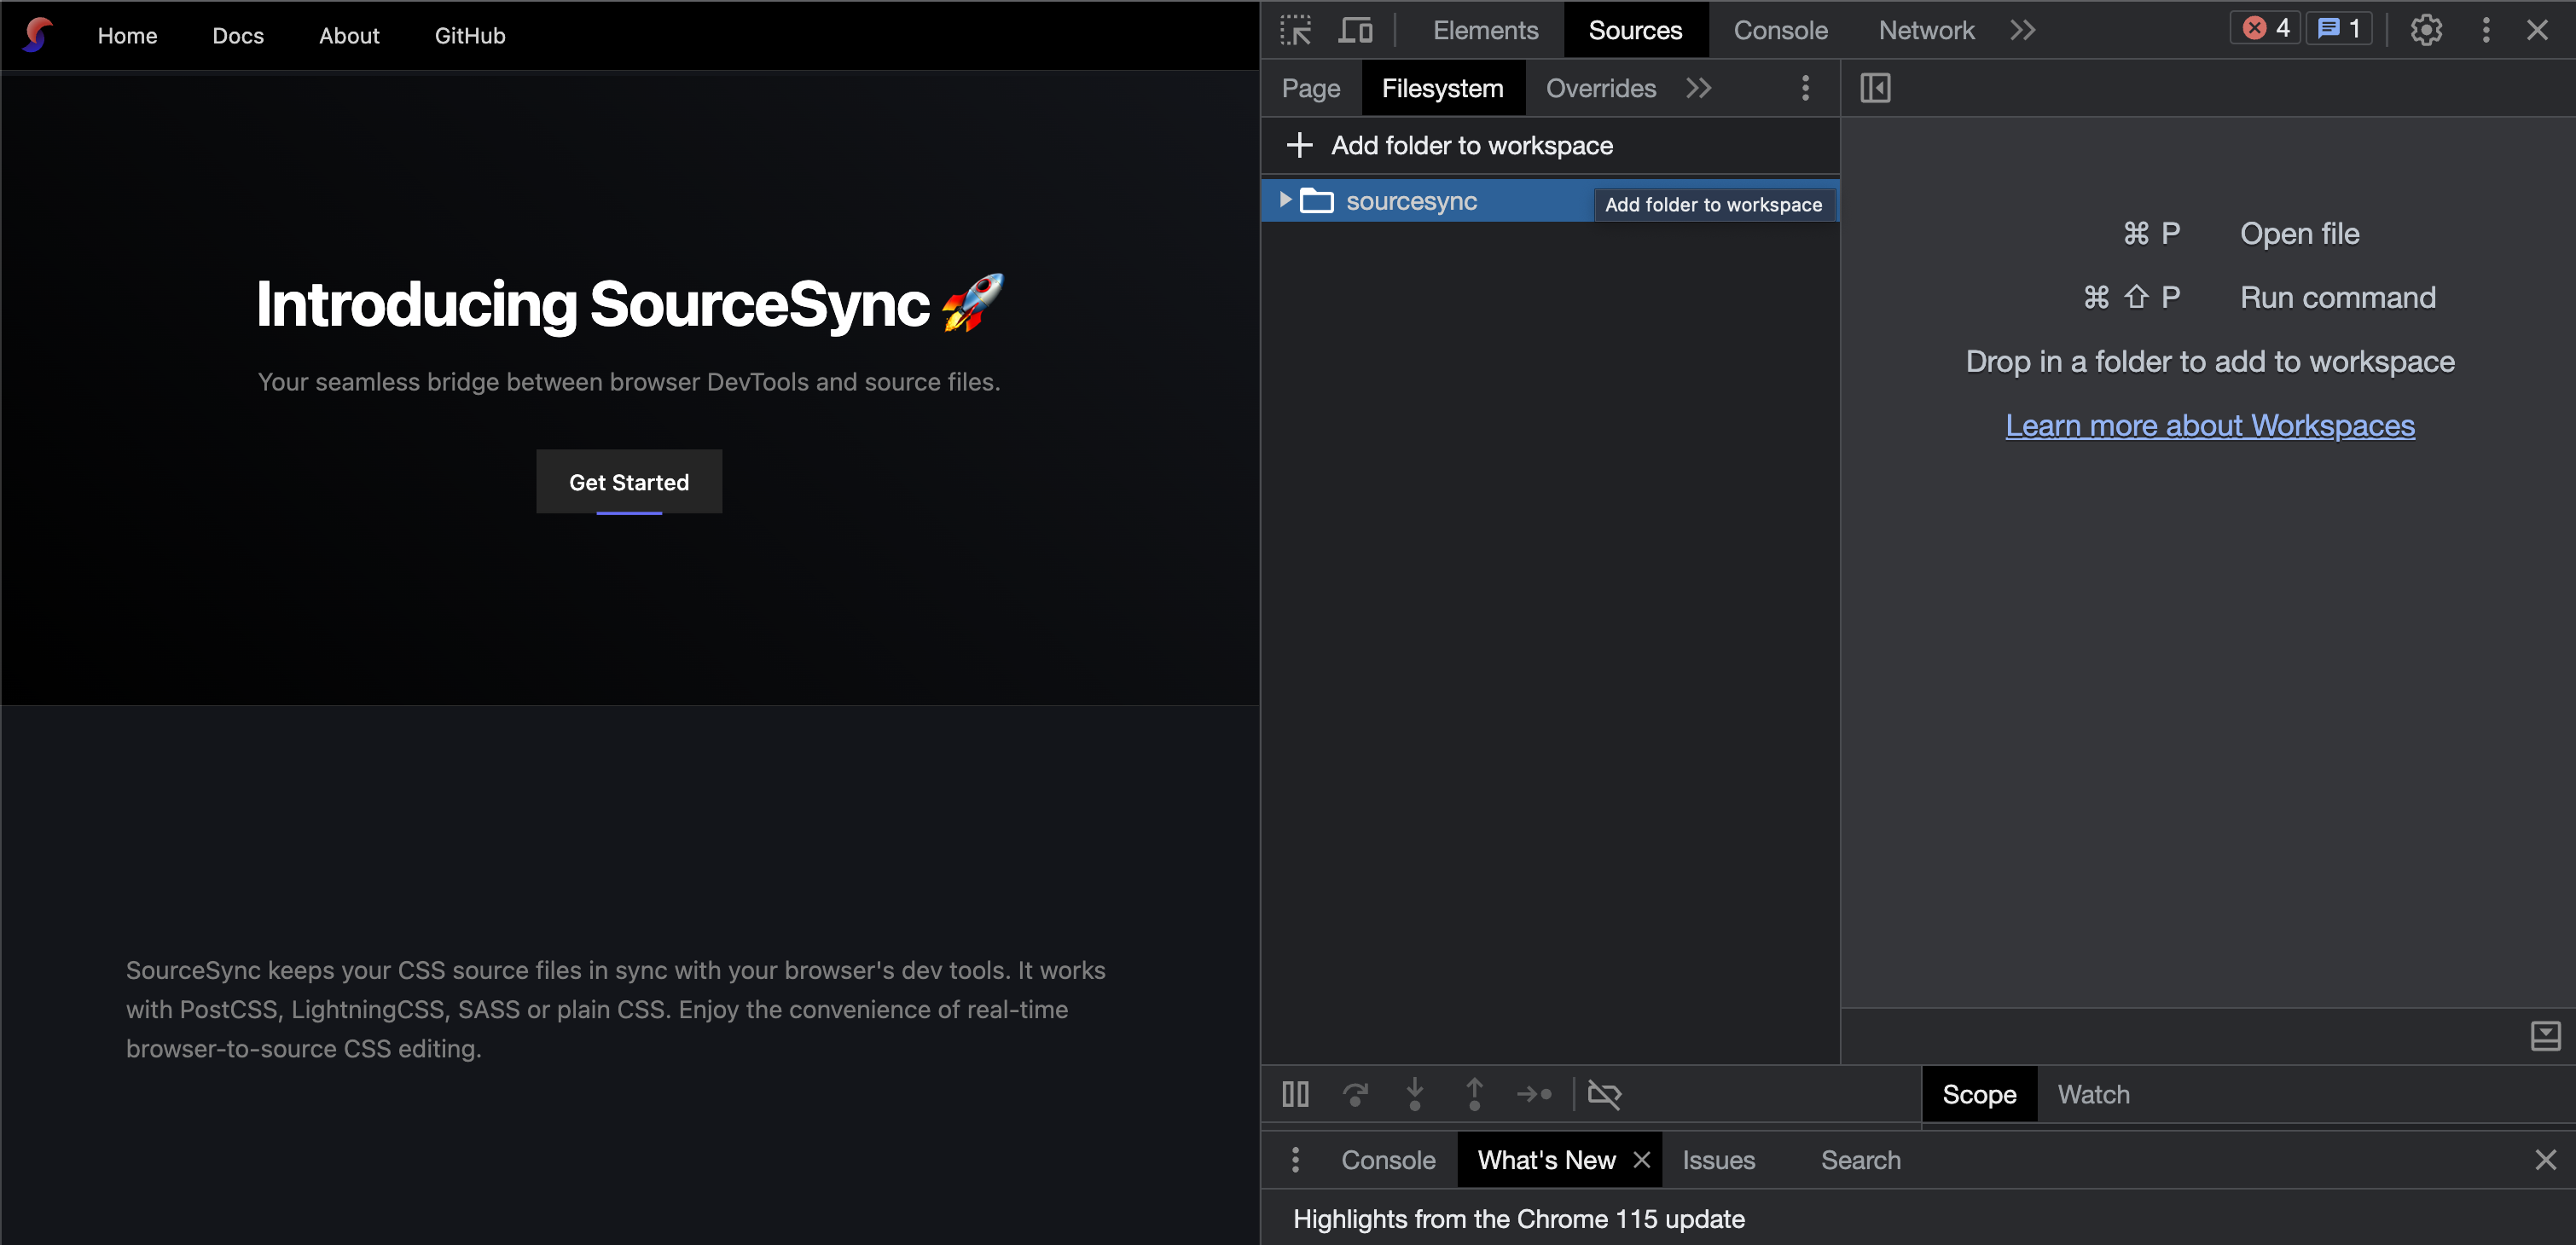 Home Docs About GitHub
Introducing SourceSync 🚀
Your seamless bridge between browser DevTools and source files.
Get Started
SourceSync keeps your CSS source files in sync with your browser's dev tools. It works
with PostCSS, LightningCSS, SASS or plain CSS. Enjoy the convenience of real-time
browser-to-source CSS editing.
Elements Sources Console Network 4 1
Page Filesystem Overrides
Add folder to workspace
sourcesync
Add folder to workspace
⌘ P Open file
⌘ ⇧ P Run command
Drop in a folder to add to workspace
Learn more about Workspaces
Scope Watch
Console What's New Issues Search
Highlights from the Chrome 115 update